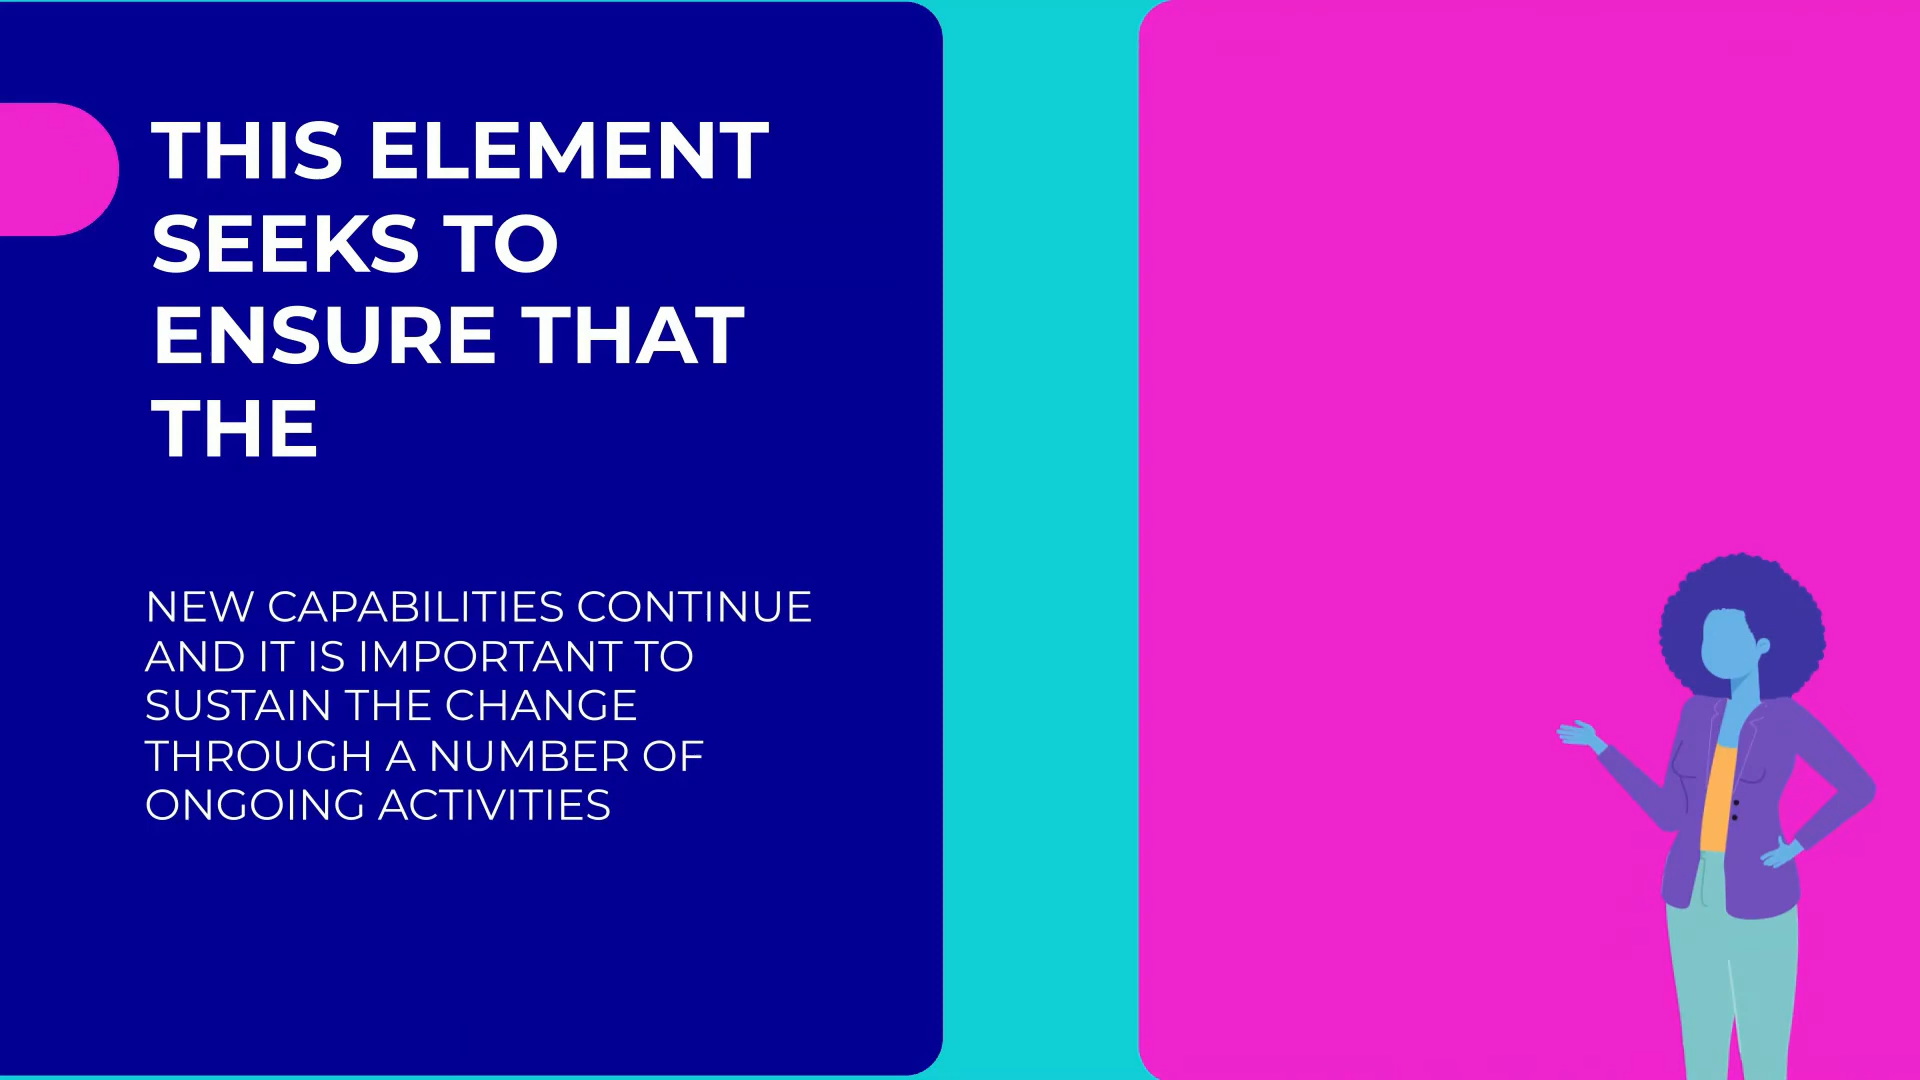 THIS ELEMENT
SEEKS TO
ENSURE THAT
THE
NEW CAPABILITIES CONTINUE
AND IT IS IMPORTANT TO
SUSTAIN THE CHANGE
THROUGH A NUMBER OF
ONGOING ACTIVITIES